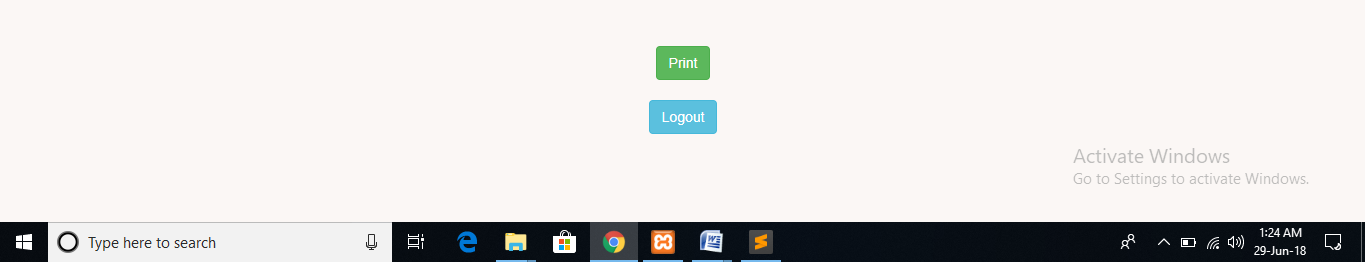 Print
Logout
Activate Windows
Go to Settings to activate Windows.
Type here to search
1:24 AM
29-Jun-18